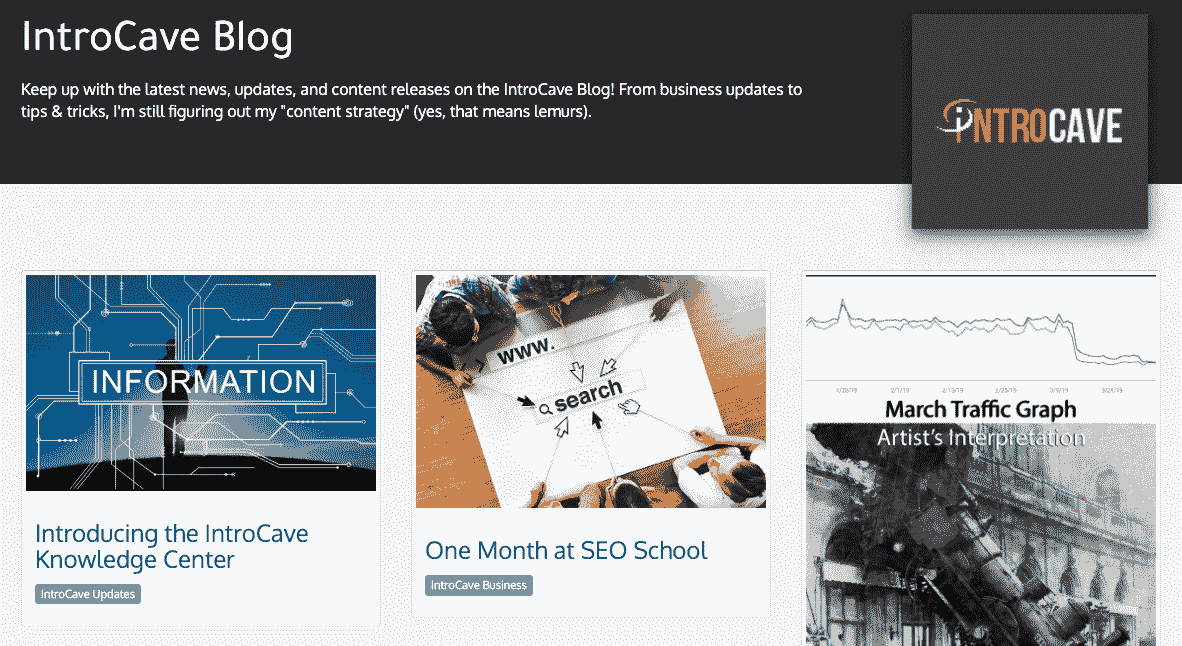 IntroCave Blog
Keep up with the latest news, updates, and content releases on the IntroCave Blog! From business updates to
tips & tricks, I'm still figuring out my "content strategy" (yes, that means lemurs).
iNTROCAVE
INFORMATION
Introducing the IntroCave
Knowledge Center
IntroCave Updates
www.
search
One Month at SEO School
IntroCave Business
1/28/19 2/1/19 2/13/19 2/25/19 3/9/19 3/21/19
March Traffic Graph
Artist's Interpretation